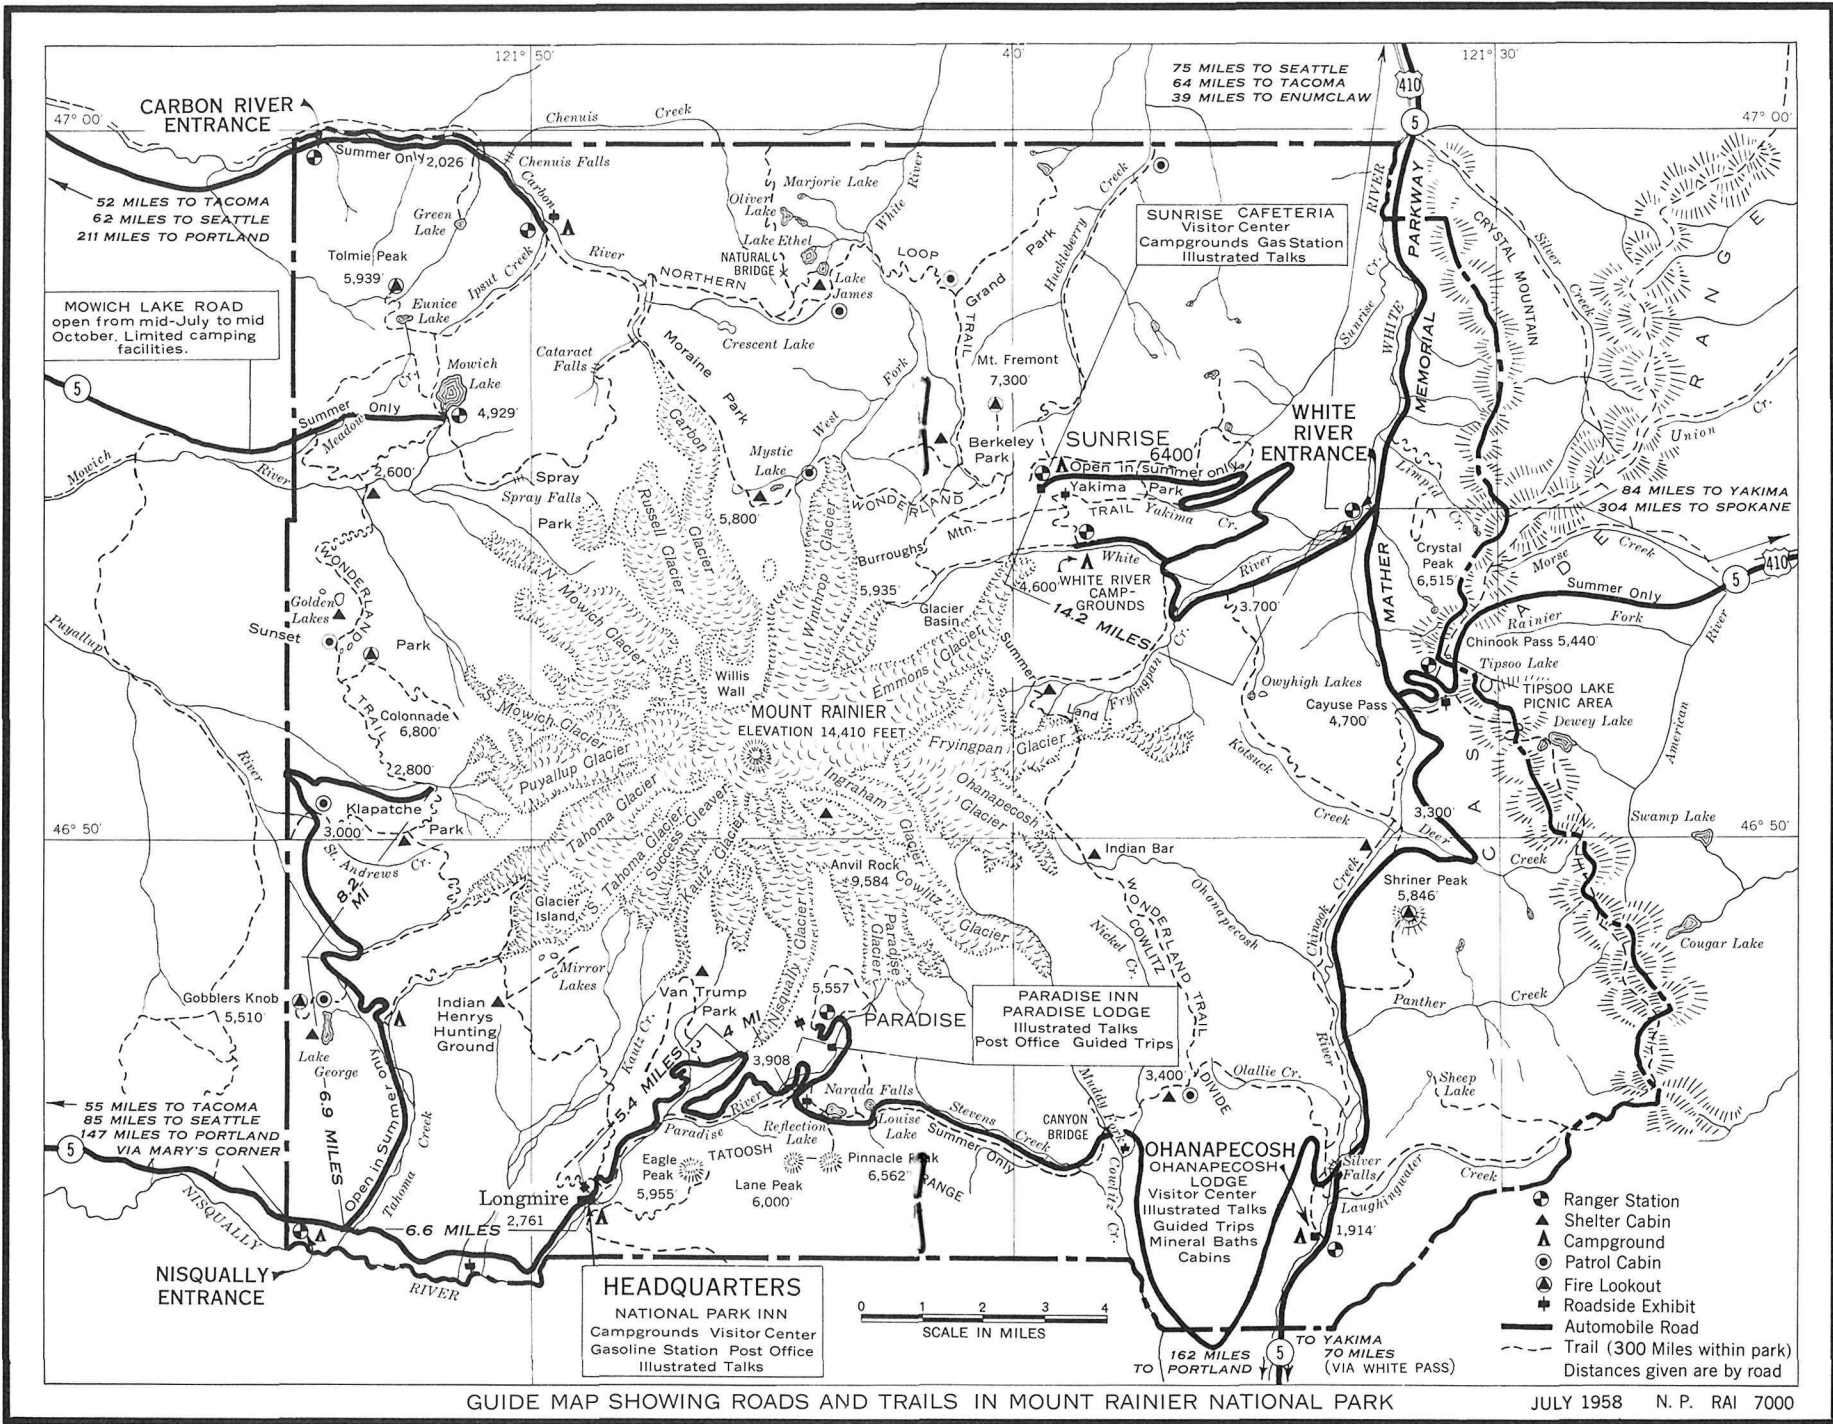 121° 50'
40'
121° 30'
75 MILES TO SEATTLE
64 MILES TO TACOMA
39 MILES TO ENUMCLAW
410
5
CARBON RIVER
ENTRANCE
47° 00'
47° 00'
Chenuis Creek
Summer Only
2,026'
Chenuis Falls
Carbon
River
52 MILES TO TACOMA
62 MILES TO SEATTLE
211 MILES TO PORTLAND
Green
Lake
Tolmie Peak
5,939'
Ipsut Creek
Eunice
Lake
Marjorie Lake
Oliver
Lake
Lake Ethel
NATURAL
BRIDGE
Lake
James
White River
NORTHERN
LOOP
TRAIL
Grand Park
Huckleberry Creek
SUNRISE CAFETERIA
Visitor Center
Campgrounds Gas Station
Illustrated Talks
RIVER
PARKWAY
CRYSTAL MOUNTAIN
Silver
Creek
Sunrise Cr.
WHITE
MEMORIAL
CASCADE RANGE
MOWICH LAKE ROAD
open from mid-July to mid
October. Limited camping
facilities.
Crescent Lake
Cataract
Falls
Moraine
Park
Mt. Fremont
7,300'
Mowich
Lake
4,929'
5
Summer Only
Meadow
Cr.
Mowich
River
2,600'
Spray
Spray Falls
Park
Carbon
Glacier
Russell Glacier
Mystic
Lake
5,800'
West
Fork
Berkeley
Park
SUNRISE
6400
Open in summer only
WHITE
RIVER
ENTRANCE
Union
Cr.
Yakima Park
TRAIL
Yakima Cr.
WONDERLAND
Burroughs
Mtn.
Winthrop Glacier
5,935'
Limpid
Cr.
84 MILES TO YAKIMA
304 MILES TO SPOKANE
410
5
Crystal
Peak
6,515'
Morse
Creek
Summer Only
White
River
4,600'
WHITE RIVER
CAMP-
GROUNDS
14.2 MILES
3,700'
MATHER
Glacier
Basin
WONDERLAND
TRAIL
Golden
Lakes
Sunset
Park
Puyallup
River
N. Mowich Glacier
S. Mowich Glacier
Colonnade
6,800'
2,800'
Willis
Wall
MOUNT RAINIER
ELEVATION 14,410 FEET
Emmons Glacier
Summer
Land
Fryingpan
Cr.
Fryingpan Glacier
Rainier Fork
Chinook Pass 5,440'
Tipsoo Lake
TIPSOO LAKE
PICNIC AREA
Dewey Lake
American
River
Owyhigh Lakes
Cayuse Pass
4,700'
Kotsuck
Creek
Puyallup Glacier
Tahoma Glacier
S. Tahoma Glacier
Success Cleaver
Kautz Glacier
Ingraham
Glacier
Ohanapecosh
Glacier
Klapatche
Park
3,000'
St. Andrews Cr.
8.2
MI
46° 50'
46° 50'
3,300'
Deer
Creek
Swamp Lake
Indian Bar
Ohanapecosh
Anvil Rock
9,584
Cowlitz
Glacier
Paradise
Glacier
Nisqually Glacier
Glacier
Island
Shriner Peak
5,846'
Chinook
Creek
Cougar Lake
WONDERLAND TRAIL
COWLITZ
DIVIDE
Nickel
Cr.
Mirror
Lakes
Gobblers Knob
5,510'
Indian
Henrys
Hunting
Ground
Van Trump
Park
4 MI
5,557'
PARADISE
PARADISE INN
PARADISE LODGE
Illustrated Talks
Post Office Guided Trips
Panther
Creek
River
Lake
George
Kautz Cr.
5.4 MILES
3,908
Narada Falls
3,400'
Olallie Cr.
Sheep
Lake
55 MILES TO TACOMA
85 MILES TO SEATTLE
147 MILES TO PORTLAND
VIA MARY'S CORNER
5
6.9 MILES
Open in Summer only
Tahoma
Creek
Paradise
River
Reflection
Lake
Louise
Lake
Stevens
Creek
Summer Only
CANYON
BRIDGE
Muddy Fork
Cowlitz Cr.
TATOOSH
RANGE
Eagle
Peak
5,955'
Lane Peak
6,000'
Pinnacle Peak
6,562'
Longmire
2,761
6.6 MILES
NISQUALLY
RIVER
NISQUALLY
ENTRANCE
OHANAPECOSH
OHANAPECOSH
LODGE
Visitor Center
Illustrated Talks
Guided Trips
Mineral Baths
Cabins
Silver
Falls
Laughingwater
Creek
1,914'
HEADQUARTERS
NATIONAL PARK INN
Campgrounds Visitor Center
Gasoline Station Post Office
Illustrated Talks
0 1 2 3 4
SCALE IN MILES
162 MILES
TO PORTLAND
5
TO YAKIMA
70 MILES
(VIA WHITE PASS)
Ranger Station
Shelter Cabin
Campground
Patrol Cabin
Fire Lookout
Roadside Exhibit
Automobile Road
Trail (300 Miles within park)
Distances given are by road
GUIDE MAP SHOWING ROADS AND TRAILS IN MOUNT RAINIER NATIONAL PARK
JULY 1958 N. P. RAI 7000